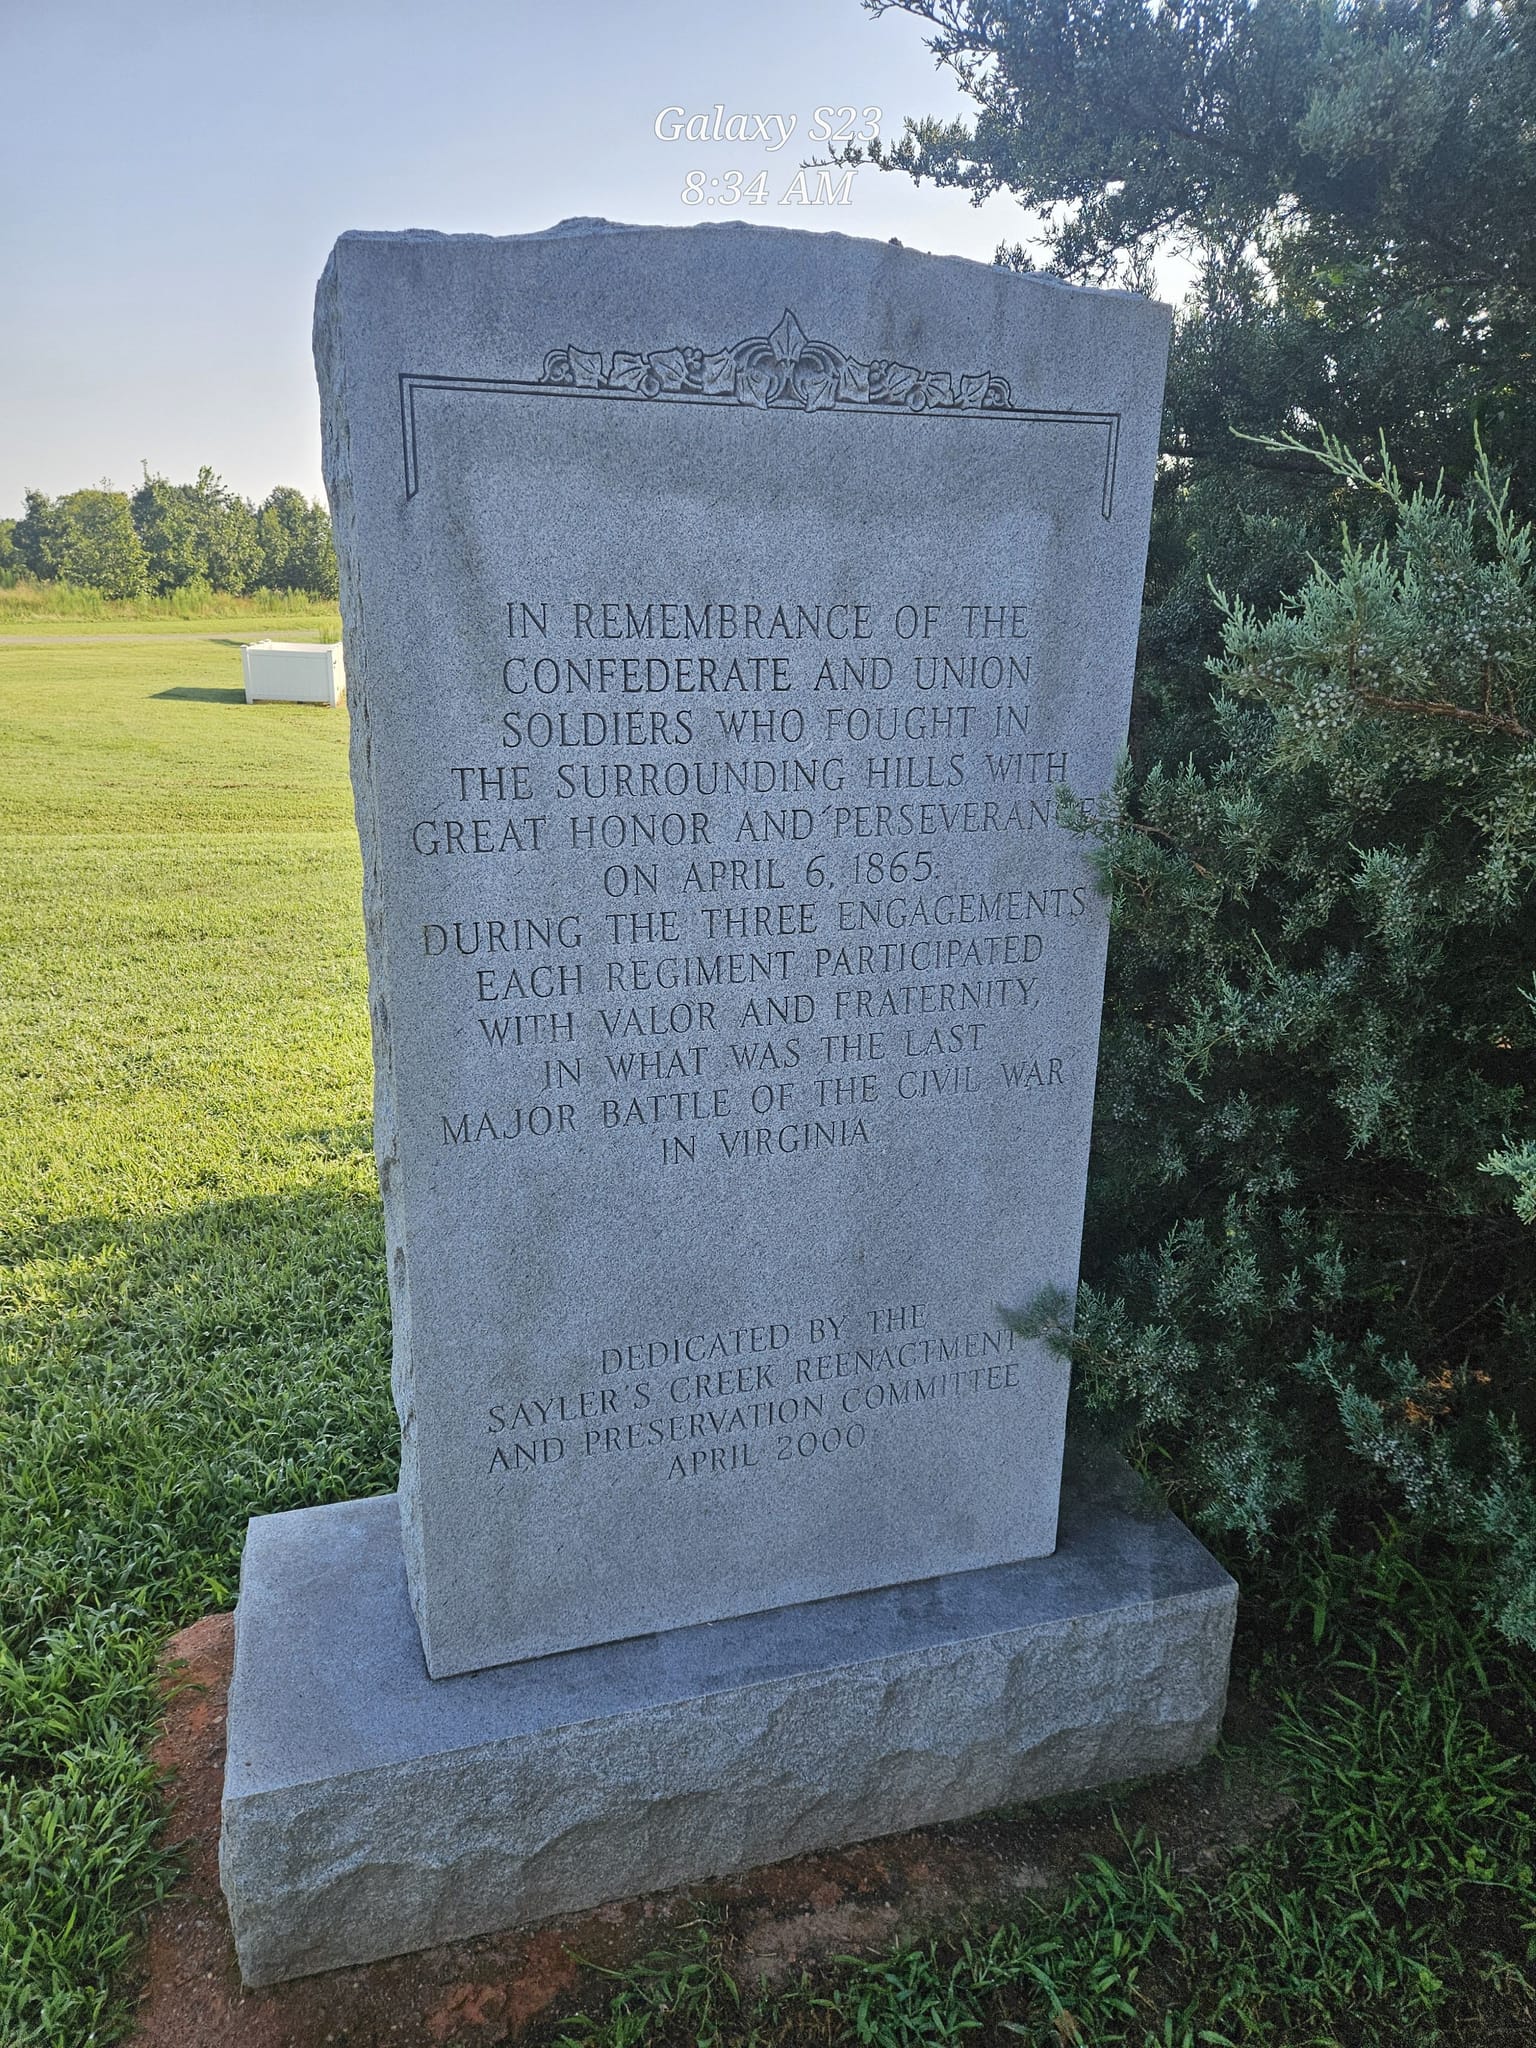 Galaxy S23
8:34 AM
IN REMEMBRANCE OF THE
CONFEDERATE AND UNION
SOLDIERS WHO FOUGHT IN
THE SURROUNDING HILLS WITH
GREAT HONOR AND PERSEVERANCE
ON APRIL 6, 1865.
DURING THE THREE ENGAGEMENTS
EACH REGIMENT PARTICIPATED
WITH VALOR AND FRATERNITY,
IN WHAT WAS THE LAST
MAJOR BATTLE OF THE CIVIL WAR
IN VIRGINIA
DEDICATED BY THE
SAYLER'S CREEK REENACTMENT
AND PRESERVATION COMMITTEE
APRIL 2000